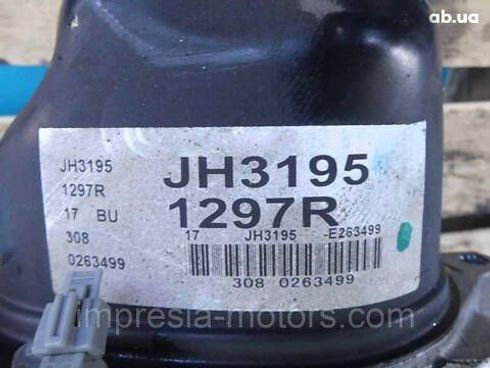 ab.ua
JH3195
1297R
17 BU
308
0263499
JH3195
1297R
17 JH3195 -E263499
308 0263499
impresia-motors.com